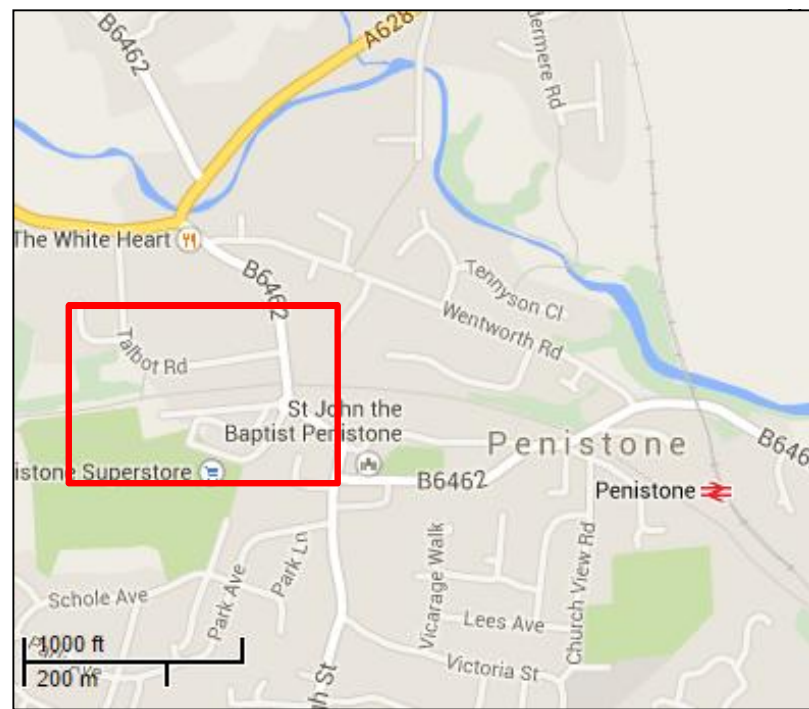 B6462
A628
dermere Rd
The White Heart
B6462
Tennyson Cl
Wentworth Rd
Talbot Rd
St John the
Baptist Penistone
Penistone
B646
istone Superstore
B6462
Penistone
Vicarage Walk
Church View Rd
Park Ln
Park Ave
Schole Ave
Lees Ave
1000 ft
Victoria St
200 m
gh St